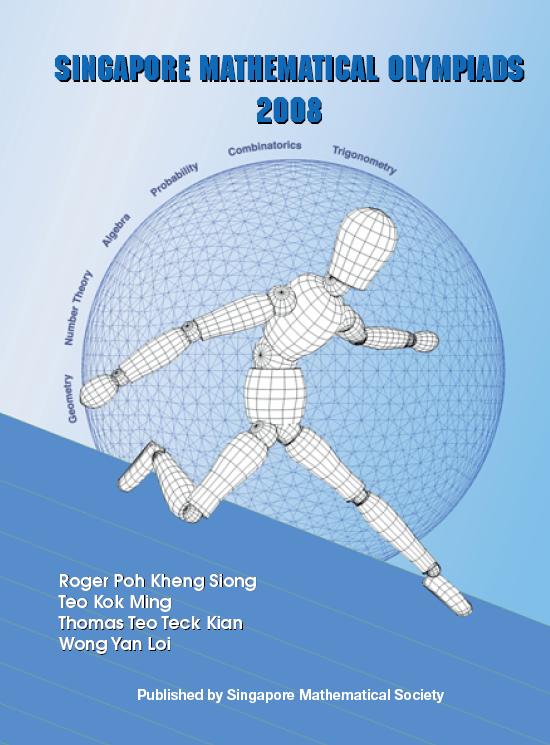 SINGAPORE MATHEMATICAL OLYMPIADS
2008
Geometry
Number Theory
Algebra
Probability
Combinatorics
Trigonometry
Roger Poh Kheng Siong
Teo Kok Ming
Thomas Teo Teck Kian
Wong Yan Loi
Published by Singapore Mathematical Society